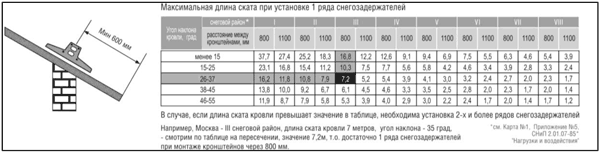 Максимальная длина ската при установке 1 ряда снегозадержателей
Мин 600 мм
Угол наклона кровли, град. снеговой район* I II III IV V VI VII VIII
расстояние между кронштейнами, мм 800 1100 800 1100 800 1100 800 1100 800 1100 800 1100 800 1100 800 1100
менее 15 37,7 27,4 25,2 18,3 16,8 12,2 12,6 9,1 9,4 6,9 7,5 5,5 6,3 4,6 5,4 3,9
15-25 23,1 16,8 15,4 11,2 10,3 7,5 7,7 5,6 5,8 4,2 4,6 3,4 3,9 2,8 3,3 2,4
26-37 16,2 11,8 10,8 7,9 7,2 5,2 5,4 3,9 4,1 3,0 3,2 2,4 2,7 2,0 2,3 1,7
38-45 13,8 10,0 9,2 6,7 6,1 4,5 4,6 3,3 3,5 2,5 2,8 2,0 2,3 1,7 2,0 1,4
46-55 11,9 8,7 7,9 5,8 5,3 3,9 4,0 2,9 3,0 2,2 2,4 1,7 2,0 1,4 1,7 1,2
В случае, если длина ската кровли превышает значение в таблице, необходима установка 2-х и более рядов снегозадержателей
Например, Москва - III снеговой район, длина ската кровли 7 метров, угол наклона - 35 град,
- смотрим по таблице на пересечении, значение 7,2м, т.о. достаточно 1 ряда снегозадержателей
при монтаже кронштейнов через 800 мм.
*см. Карта №1, Приложение №5,
СНиП 2.01.07-85*
"Нагрузки и воздействия"